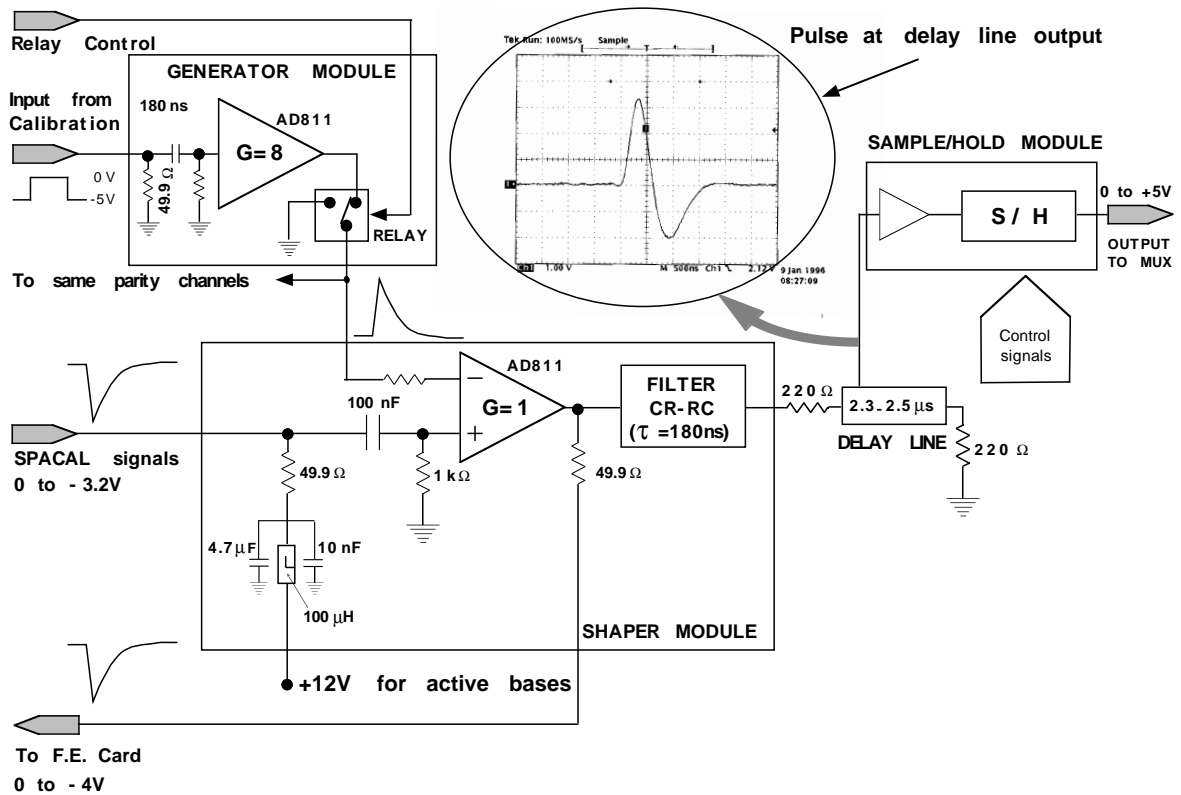 Relay Control
GENERATOR MODULE
Input from
Calibration
180 ns
AD811
G=8
49.9 Ω
0 V
-5V
RELAY
To same parity channels
Tek Run: 100MS/s Sample
T
1
Ch1 1.00 V M 500ns Ch1 2.12 V
9 Jan 1996
08:27:09
Pulse at delay line output
SAMPLE/HOLD MODULE
0 to +5V
S / H
OUTPUT
TO MUX
Control
signals
AD811
100 nF
G=1
FILTER
CR-RC
(τ =180ns)
220 Ω
2.3-2.5 μs
DELAY LINE
220 Ω
SPACAL signals
0 to - 3.2V
49.9 Ω
1 kΩ
49.9 Ω
4.7 μF
10 nF
100 μH
SHAPER MODULE
+12V for active bases
To F.E. Card
0 to - 4V